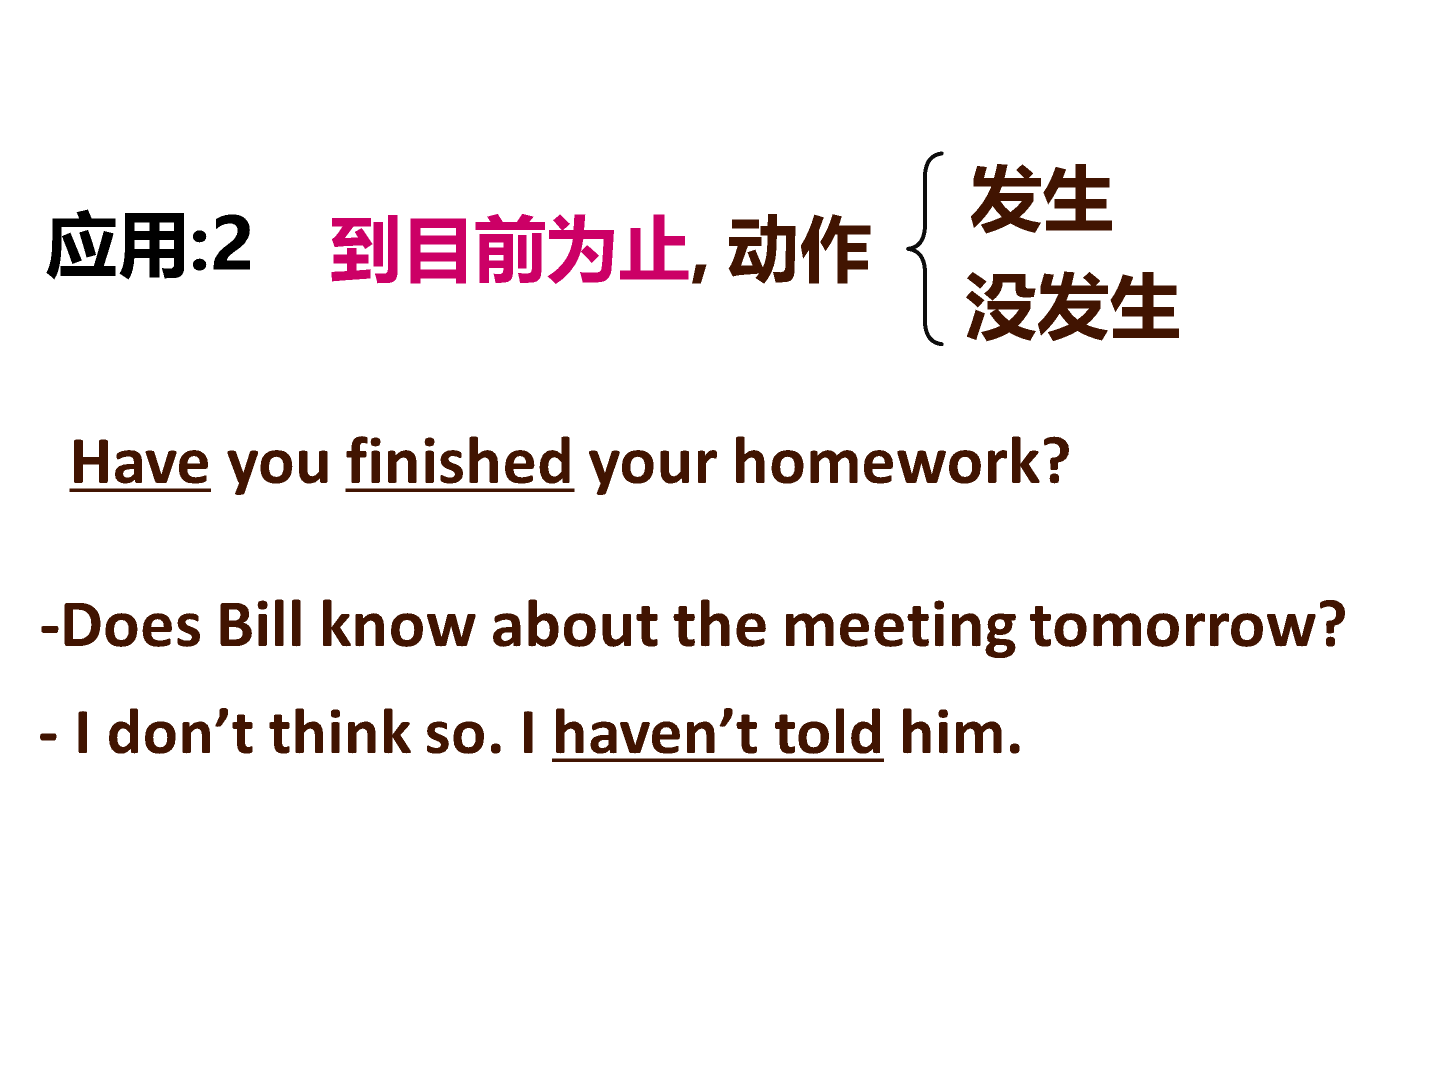 应用:2 到目前为止, 动作
发生
没发生
Have you finished your homework?
-Does Bill know about the meeting tomorrow?
- I don’t think so. I haven’t told him.